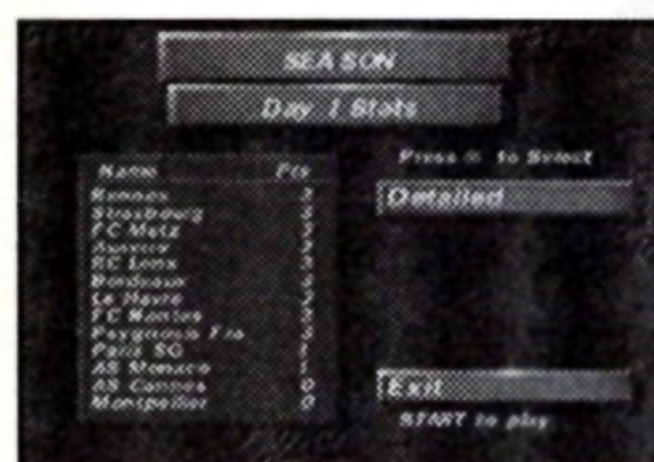 SEASON
Day 1 Stats
Name Pts
Rennes 3
Strasbourg 3
FC Metz 3
Auxerre 3
RC Lens 3
Bordeaux 3
Le Havre 3
FC Nantes 3
Paris SG 1
AS Monaco 1
AS Cannes 0
Montpellier 0
Press to Select
Detailed
Exit
START to play